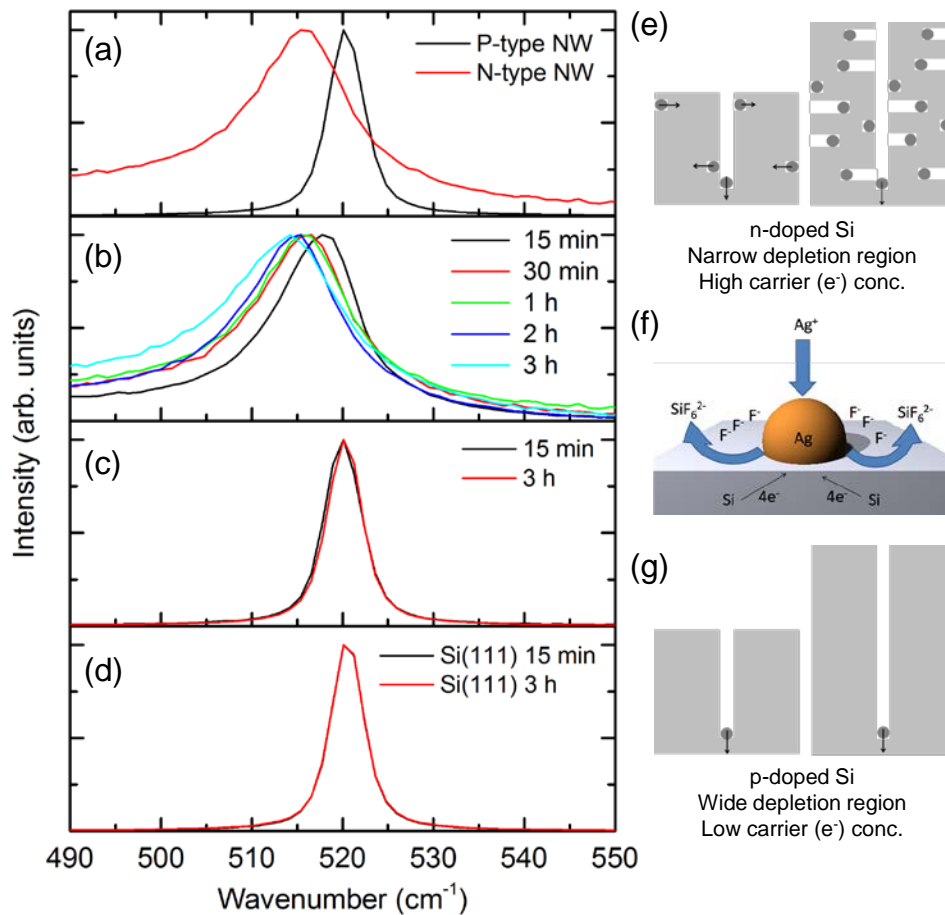 (a)
P-type NW
N-type NW
(b)
15 min
30 min
1 h
2 h
3 h
(c)
15 min
3 h
(d)
Si(111) 15 min
Si(111) 3 h
Intensity (arb. units)
490 500 510 520 530 540 550
Wavenumber (cm⁻¹)
(e)
n-doped Si
Narrow depletion region
High carrier (e⁻) conc.
(f)
Ag⁺
SiF₆²⁻ F⁻ F⁻ F⁻ Ag F⁻ F⁻ F⁻ SiF₆²⁻
Si 4e⁻ 4e⁻ Si
(g)
p-doped Si
Wide depletion region
Low carrier (e⁻) conc.